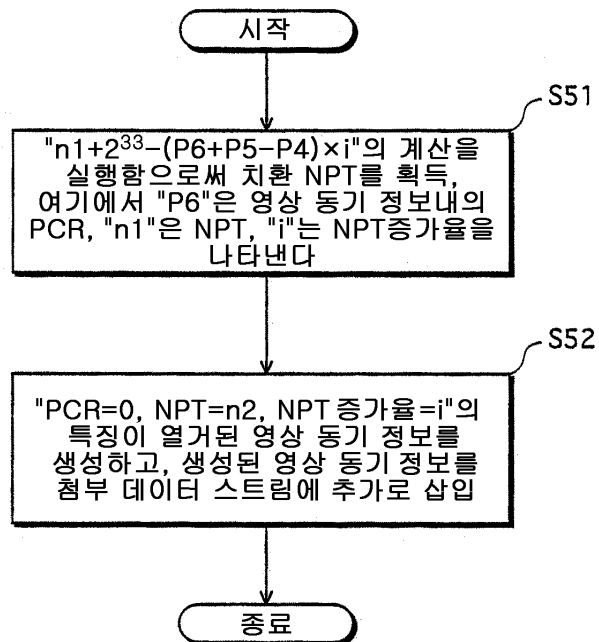 시작
S51
"n1+2³³-(P6+P5-P4)×i"의 계산을
실행함으로써 치환 NPT를 획득,
여기에서 "P6"은 영상 동기 정보내의
PCR, "n1"은 NPT, "i"는 NPT증가율을
나타낸다
S52
"PCR=0, NPT=n2, NPT 증가율=i"의
특징이 열거된 영상 동기 정보를
생성하고, 생성된 영상 동기 정보를
첨부 데이터 스트림에 추가로 삽입
종료